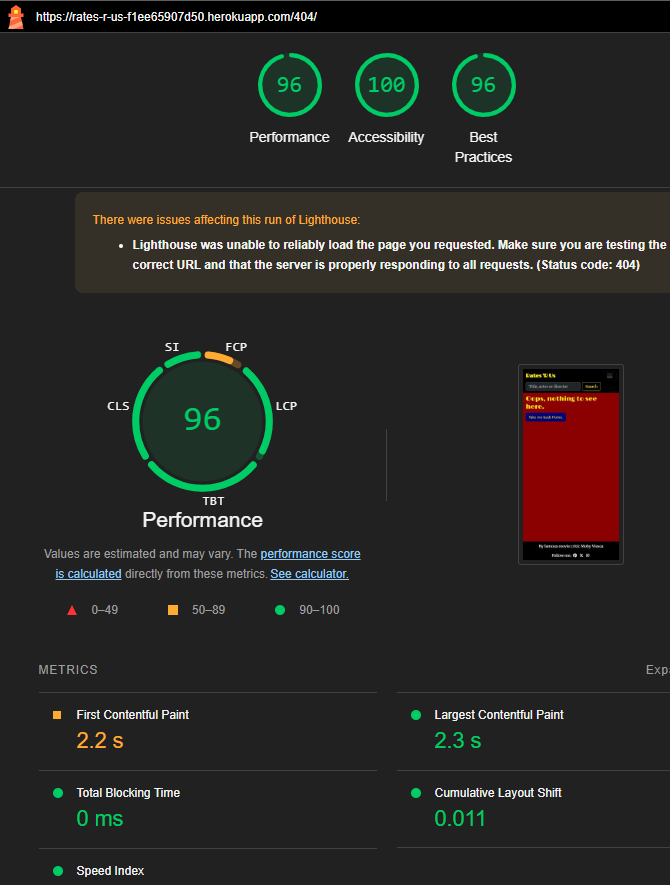 https://rates-r-us-f1ee65907d50.herokuapp.com/404/
96 100 96
Performance Accessibility Best
Practices
There were issues affecting this run of Lighthouse:
Lighthouse was unable to reliably load the page you requested. Make sure you are testing the
correct URL and that the server is properly responding to all requests. (Status code: 404)
SI FCP
CLS LCP
96
TBT
Performance
Values are estimated and may vary. The performance score
is calculated directly from these metrics. See calculator.
0–49 50–89 90–100
Rates R Us
Title, actor or director Search
Oops, nothing to see
here.
Take me back Home.
Follow me:
METRICS
Expa
First Contentful Paint
2.2 s
Largest Contentful Paint
2.3 s
Total Blocking Time
0 ms
Cumulative Layout Shift
0.011
Speed Index